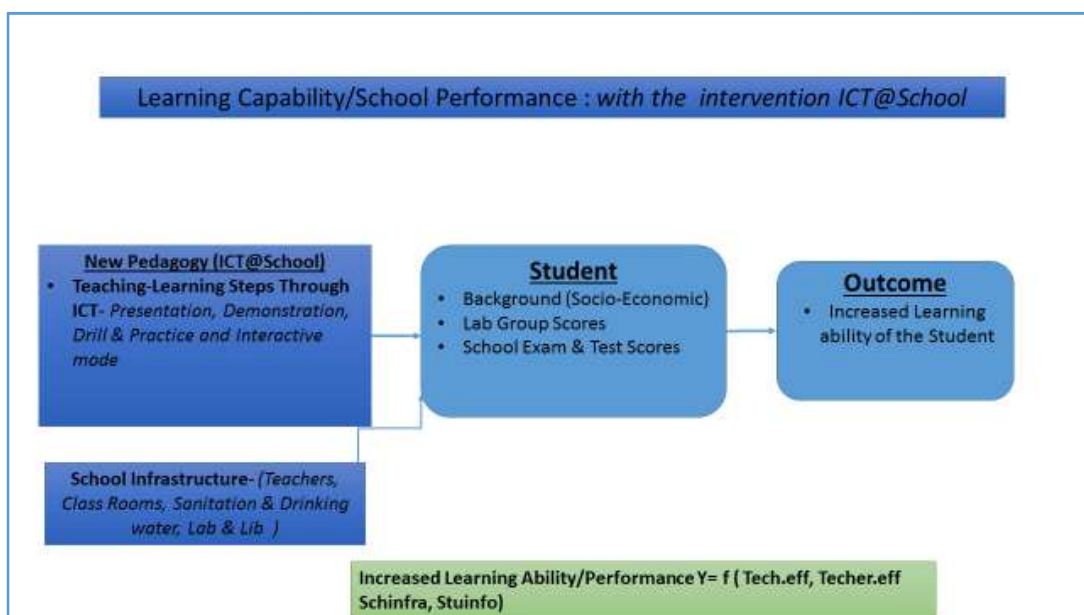 Learning Capability/School Performance : with the intervention ICT@School
New Pedagogy (ICT@School)
• Teaching-Learning Steps Through
ICT- Presentation, Demonstration,
Drill & Practice and Interactive
mode
Student
• Background (Socio-Economic)
• Lab Group Scores
• School Exam & Test Scores
Outcome
• Increased Learning
ability of the Student
School Infrastructure- (Teachers,
Class Rooms, Sanitation & Drinking
water, Lab & Lib )
Increased Learning Ability/Performance Y= f ( Tech.eff, Techer.eff
Schinfra, Stuinfo)